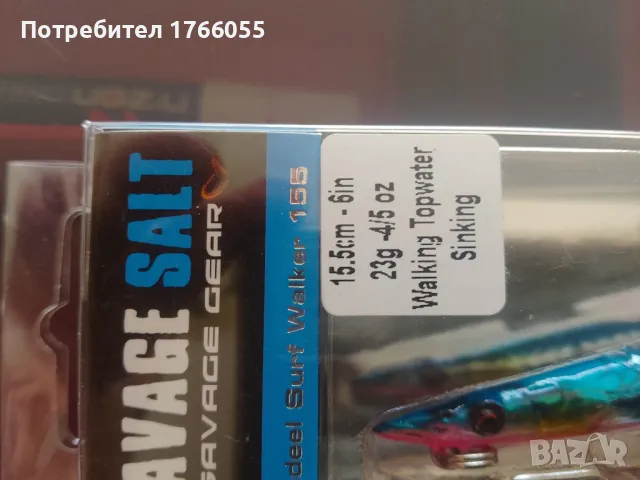 Потребител 1766055
SAVAGE SALT
SAVAGE GEAR
Surf Walker 155
15.5cm - 6in
23g -4/5 oz
Walking Topwater
Sinking
BAZAR